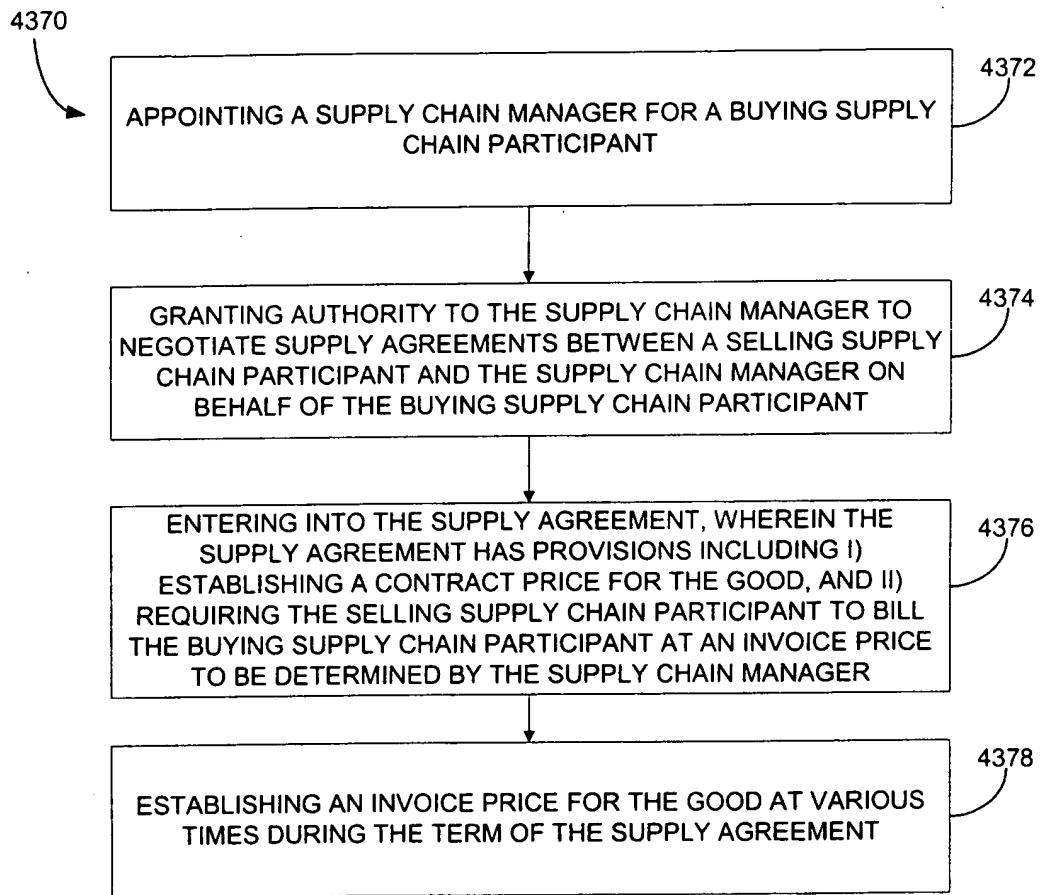 4370
4372
APPOINTING A SUPPLY CHAIN MANAGER FOR A BUYING SUPPLY
CHAIN PARTICIPANT
4374
GRANTING AUTHORITY TO THE SUPPLY CHAIN MANAGER TO
NEGOTIATE SUPPLY AGREEMENTS BETWEEN A SELLING SUPPLY
CHAIN PARTICIPANT AND THE SUPPLY CHAIN MANAGER ON
BEHALF OF THE BUYING SUPPLY CHAIN PARTICIPANT
4376
ENTERING INTO THE SUPPLY AGREEMENT, WHEREIN THE
SUPPLY AGREEMENT HAS PROVISIONS INCLUDING I)
ESTABLISHING A CONTRACT PRICE FOR THE GOOD, AND II)
REQUIRING THE SELLING SUPPLY CHAIN PARTICIPANT TO BILL
THE BUYING SUPPLY CHAIN PARTICIPANT AT AN INVOICE PRICE
TO BE DETERMINED BY THE SUPPLY CHAIN MANAGER
4378
ESTABLISHING AN INVOICE PRICE FOR THE GOOD AT VARIOUS
TIMES DURING THE TERM OF THE SUPPLY AGREEMENT